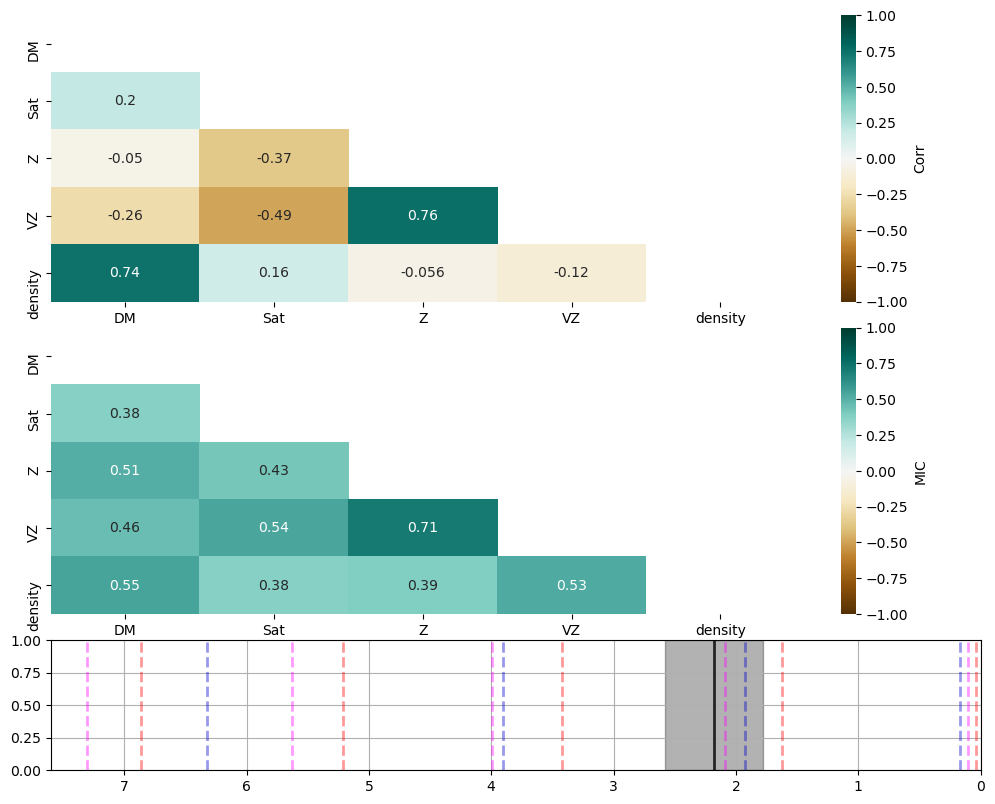 DM
Sat
Z
VZ
density
0.2
-0.05
-0.37
-0.26
-0.49
0.76
0.74
0.16
-0.056
-0.12
DM
Sat
Z
VZ
density
1.00
0.75
0.50
0.25
0.00
−0.25
−0.50
−0.75
−1.00
Corr
DM
Sat
Z
VZ
density
0.38
0.51
0.43
0.46
0.54
0.71
0.55
0.38
0.39
0.53
DM
Sat
Z
VZ
density
1.00
0.75
0.50
0.25
0.00
−0.25
−0.50
−0.75
−1.00
MIC
1.00
0.75
0.50
0.25
0.00
7
6
5
4
3
2
1
0